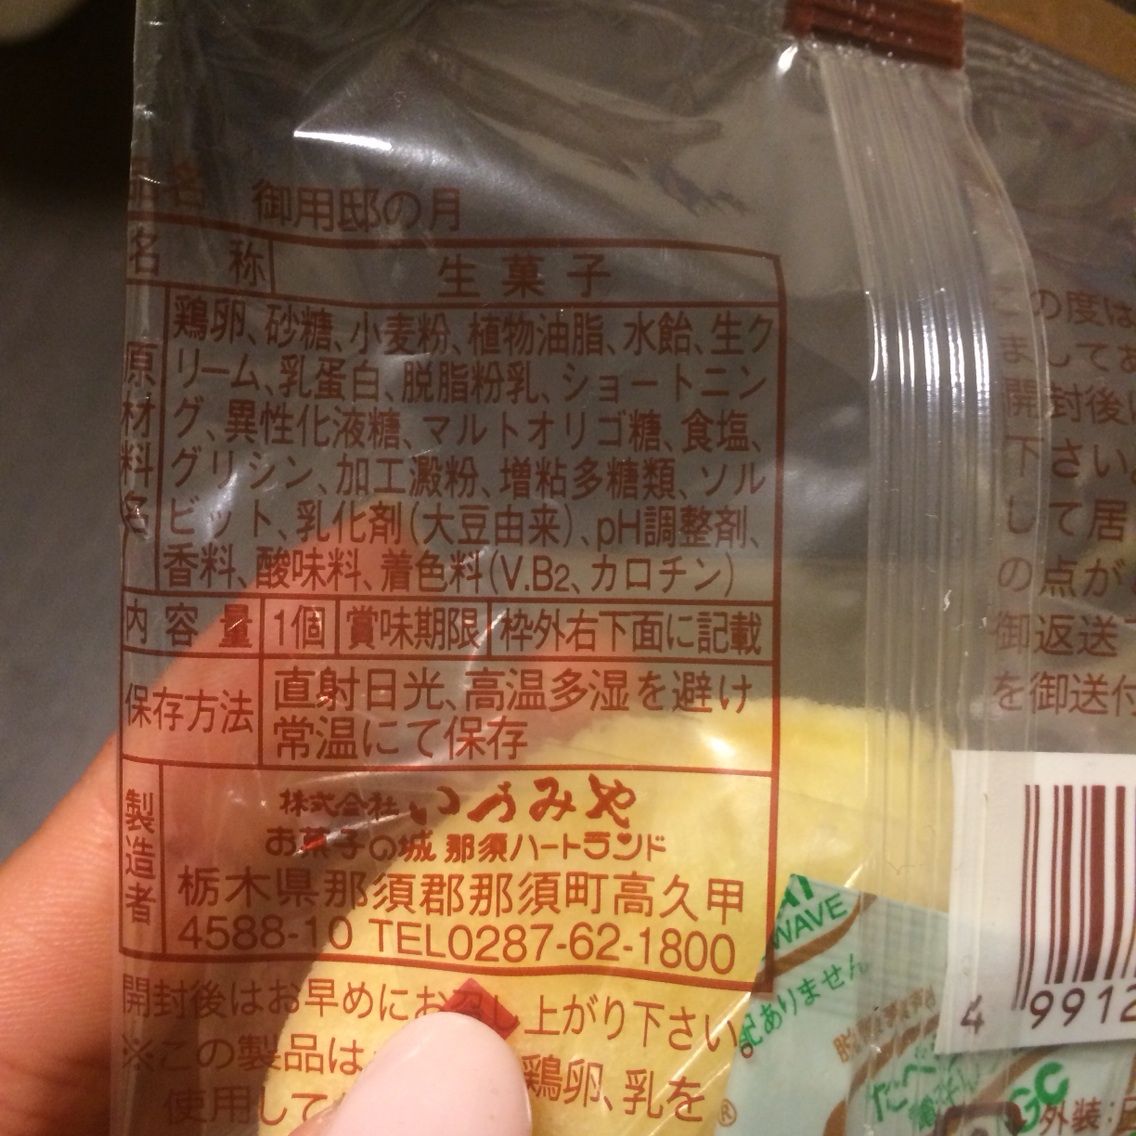 品名 御用邸の月
名称 生菓子
原材料名 鶏卵、砂糖、小麦粉、植物油脂、水飴、生ク
リーム、乳蛋白、脱脂粉乳、ショートニン
グ、異性化液糖、マルトオリゴ糖、食塩、
グリシン、加工澱粉、増粘多糖類、ソル
ビット、乳化剤(大豆由来)、pH調整剤、
香料、酸味料、着色料(V.B2、カロチン)
内容量 1個 賞味期限 枠外右下面に記載
保存方法 直射日光、高温多湿を避け
常温にて保存
製造者 株式会社 いづみや
お菓子の城 那須ハートランド
栃木県那須郡那須町高久甲
4588-10 TEL0287-62-1800
開封後はお早めにお召し上がり下さい。
※この製品は 鶏卵、乳を
使用して
この度は
ましてあ
開封後は
下さい。
して居
の点が
御返送
を御送付
4 9912
WAVE
ありません
外装: